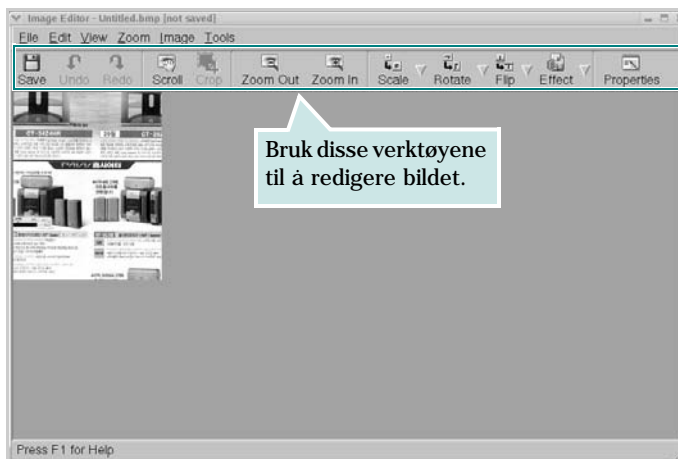 Image Editor - Untitled.bmp [not saved]
File Edit View Zoom Image Tools
Save Undo Redo Scroll Crop Zoom Out Zoom In Scale Rotate Flip Effect Properties
Bruk disse verktøyene
til å redigere bildet.
Press F1 for Help